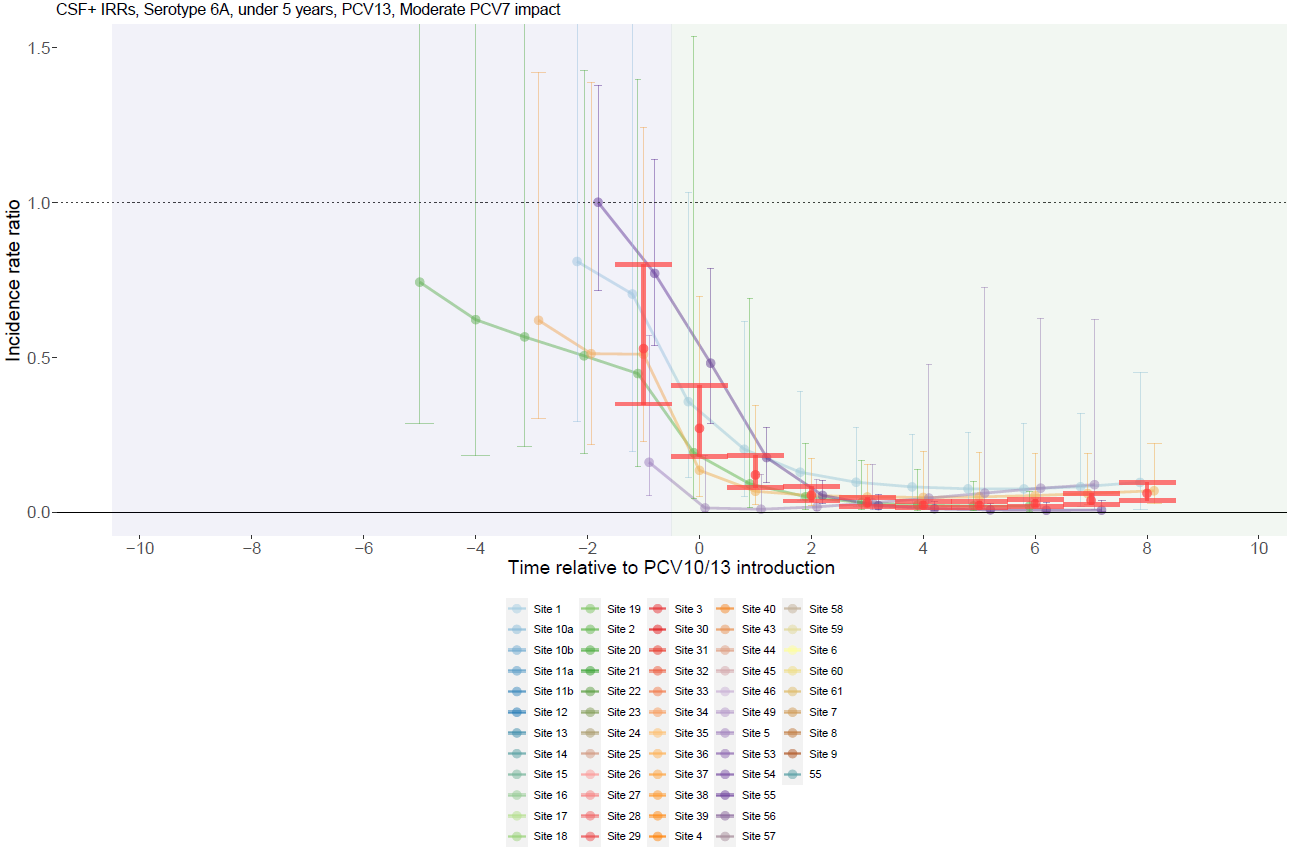 CSF+ IRRs, Serotype 6A, under 5 years, PCV13, Moderate PCV7 impact
Incidence rate ratio
1.5
1.0
0.5
0.0
−10 −8 −6 −4 −2 0 2 4 6 8 10
Time relative to PCV10/13 introduction
Site 1 Site 19 Site 3 Site 40 Site 58
Site 10a Site 2 Site 30 Site 43 Site 59
Site 10b Site 20 Site 31 Site 44 Site 6
Site 11a Site 21 Site 32 Site 45 Site 60
Site 11b Site 22 Site 33 Site 46 Site 61
Site 12 Site 23 Site 34 Site 49 Site 7
Site 13 Site 24 Site 35 Site 5 Site 8
Site 14 Site 25 Site 36 Site 53 Site 9
Site 15 Site 26 Site 37 Site 54 55
Site 16 Site 27 Site 38 Site 55
Site 17 Site 28 Site 39 Site 56
Site 18 Site 29 Site 4 Site 57